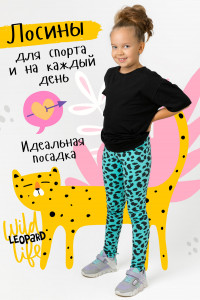 Лосины
для спорта
и на каждый
день
Идеальная
посадка
Wild
LEOPARD
life